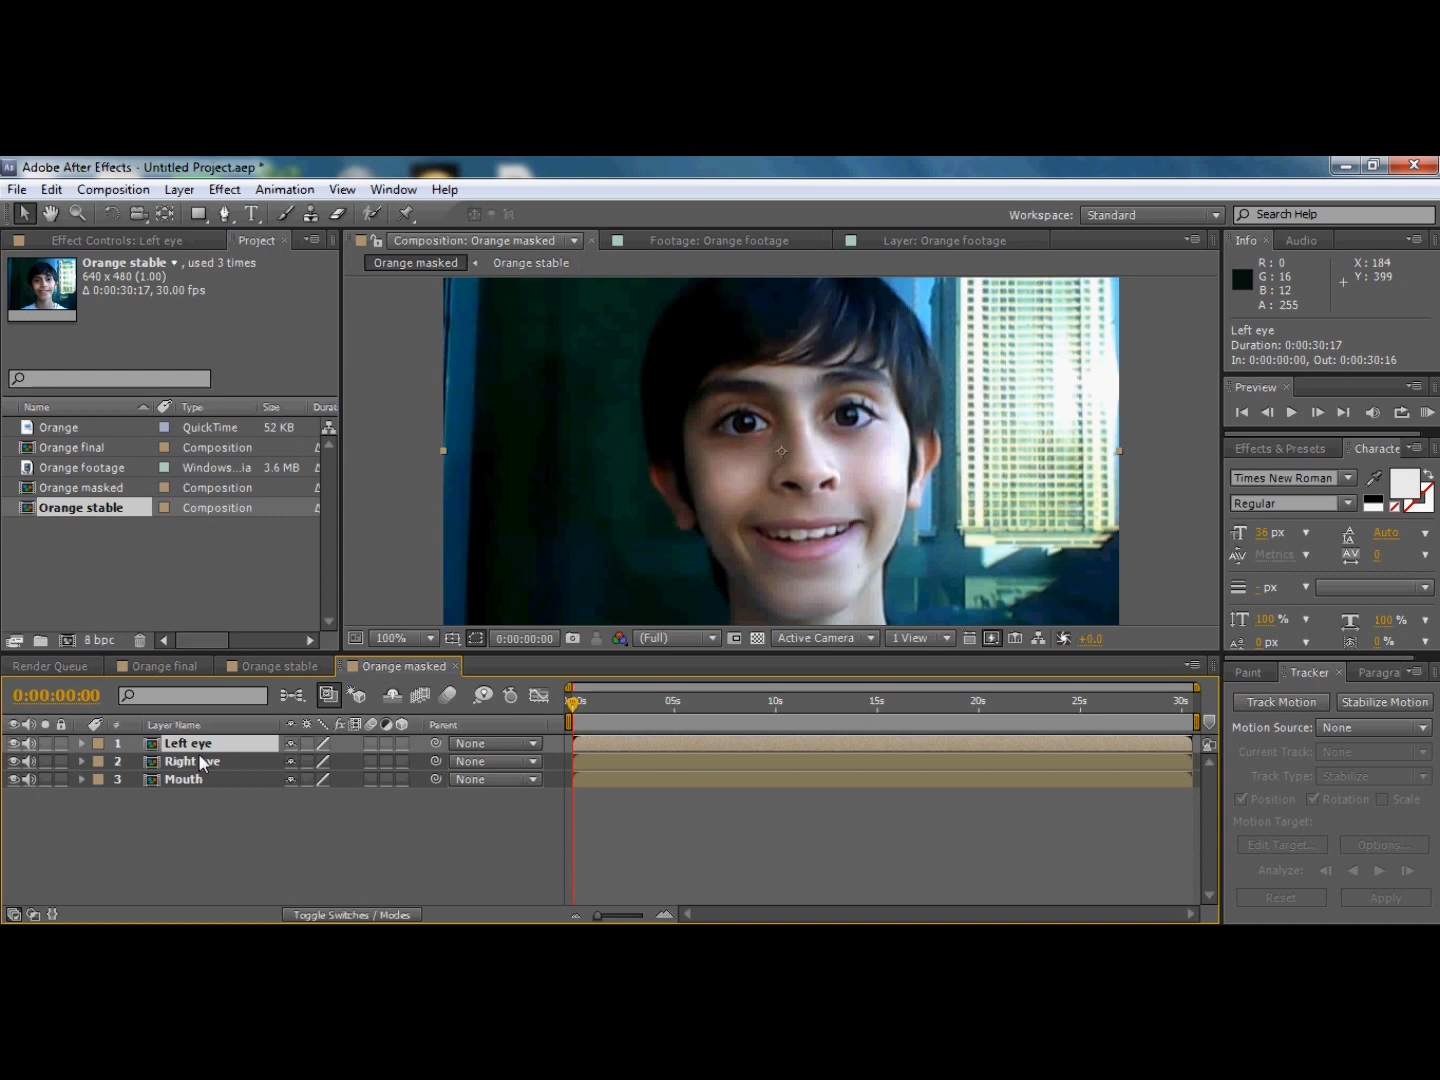 Adobe After Effects - Untitled Project.aep *
File Edit Composition Layer Effect Animation View Window Help
Workspace: Standard Search Help
Effect Controls: Left eye Project
Composition: Orange masked Footage: Orange footage Layer: Orange footage
Info Audio
Orange stable , used 3 times
640 x 480 (1.00)
Δ 0:00:30:17, 30.00 fps
Orange masked Orange stable
R: 0
G: 16
B: 12
A: 255
X: 184
Y: 399
Left eye
Duration: 0:00:30:17
In: 0:00:00:00, Out: 0:00:30:16
Preview
Name Type Size Durat
Orange QuickTime 52 KB
Orange final Composition
Orange footage Windows...ia 3.6 MB
Orange masked Composition
Orange stable Composition
Effects & Presets Characte
Times New Roman
Regular
36 px Auto
Metrics 0
- px
100 % 100 %
0 px 0 %
8 bpc
100% 0:00:00:00 (Full) Active Camera 1 View +0.0
Render Queue Orange final Orange stable Orange masked
Paint Tracker Paragra
0:00:00:00
05s 10s 15s 20s 25s 30s
# Layer Name Parent
1 Left eye None
2 Right eye None
3 Mouth None
Toggle Switches / Modes
Track Motion Stabilize Motion
Motion Source: None
Current Track: None
Track Type: Stabilize
Position Rotation Scale
Motion Target:
Edit Target... Options...
Analyze:
Reset Apply